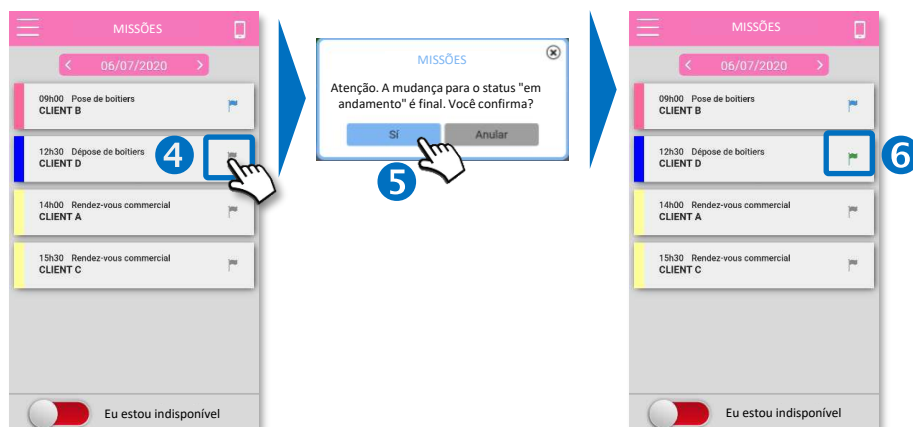 MISSÕES
06/07/2020
09h00 Pose de boîtiers
CLIENT B
12h30 Dépose de boîtiers
CLIENT D
4
14h00 Rendez-vous commercial
CLIENT A
15h30 Rendez-vous commercial
CLIENT C
Eu estou indisponível
MISSÕES
Atenção. A mudança para o status "em
andamento" é final. Você confirma?
Sí Anular
5
MISSÕES
06/07/2020
09h00 Pose de boîtiers
CLIENT B
12h30 Dépose de boîtiers
CLIENT D
6
14h00 Rendez-vous commercial
CLIENT A
15h30 Rendez-vous commercial
CLIENT C
Eu estou indisponível